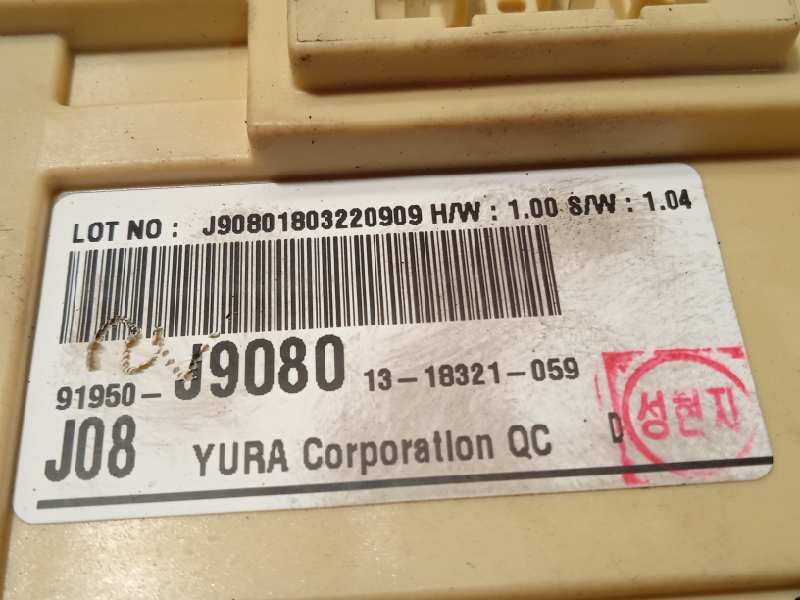 LOT NO : J90801803220909 H/W : 1.00 S/W : 1.04
91950- J9080 13-18321-059
J08 YURA Corporation QC D
성현지